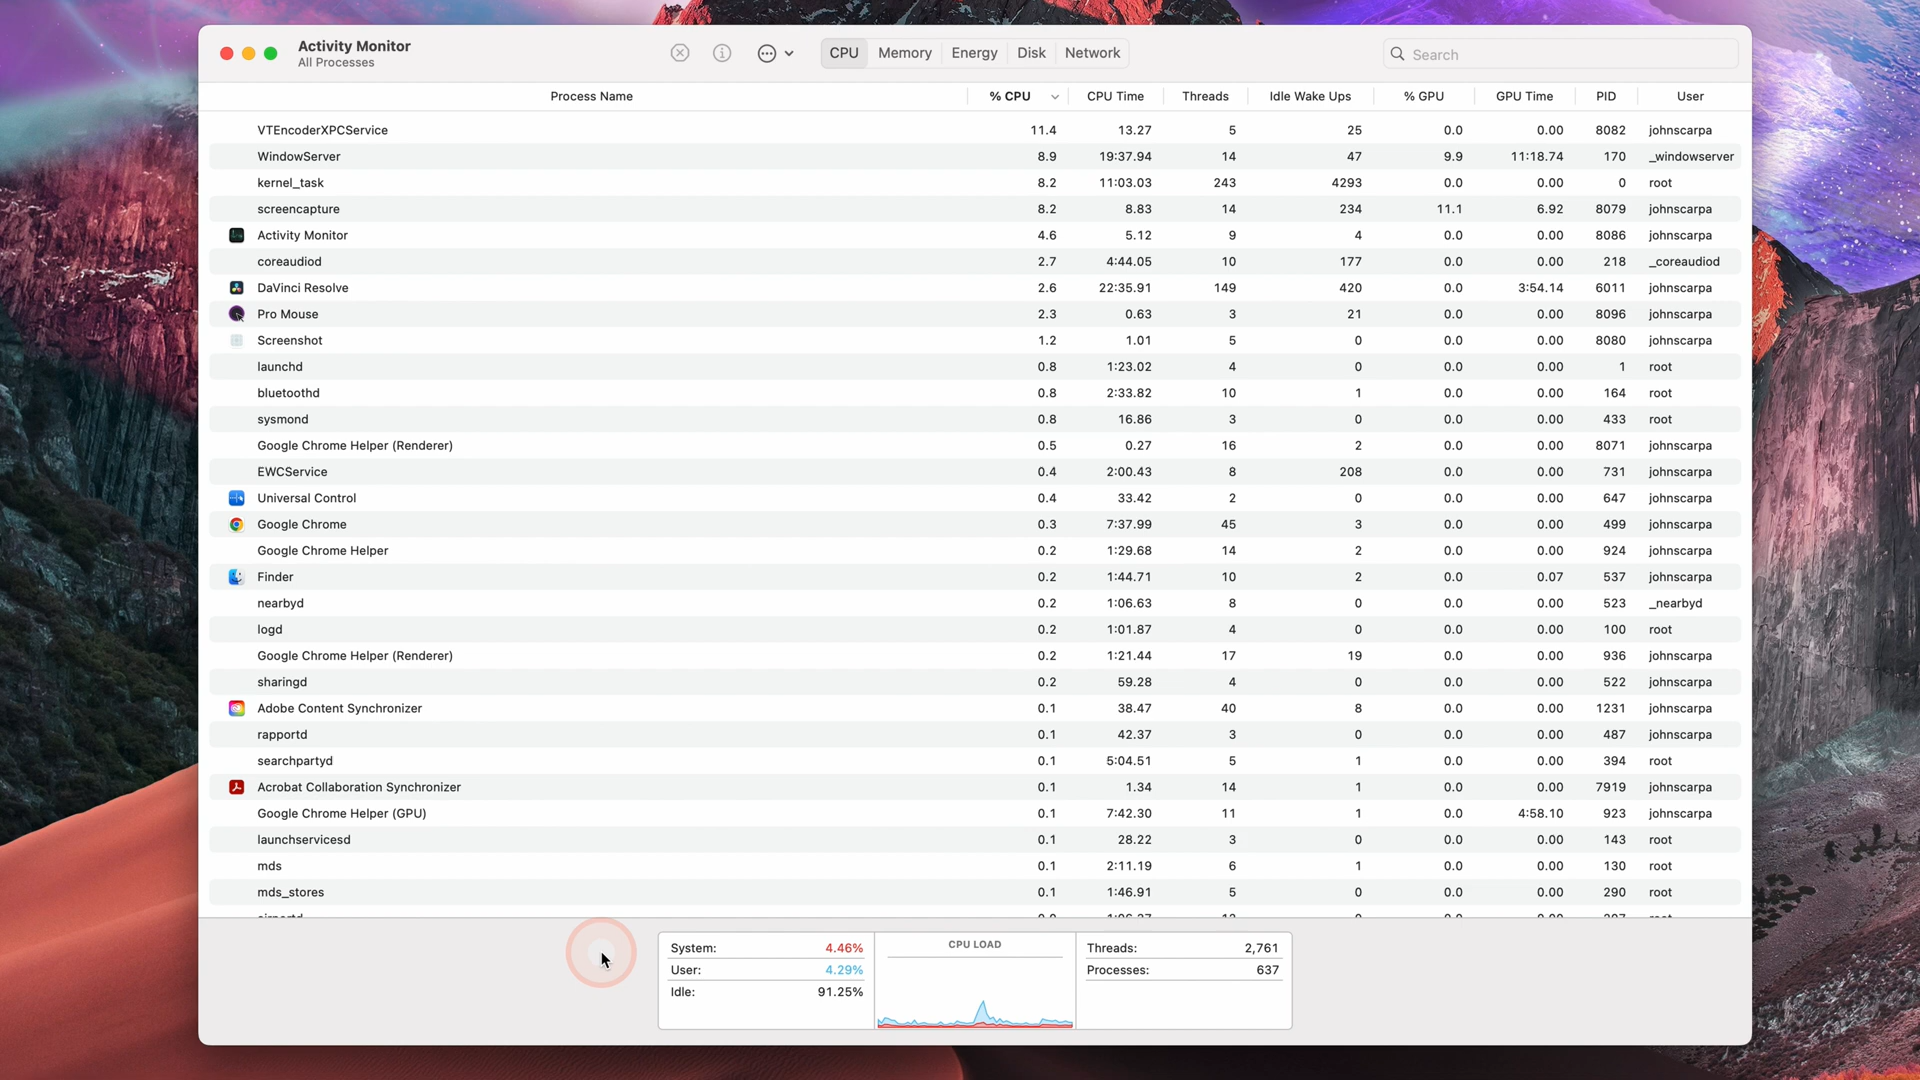 Activity Monitor
All Processes
CPU Memory Energy Disk Network
Search
Process Name % CPU CPU Time Threads Idle Wake Ups % GPU GPU Time PID User
VTEncoderXPCService 11.4 13.27 5 25 0.0 0.00 8082 johnscarpa
WindowServer 8.9 19:37.94 14 47 9.9 11:18.74 170 _windowserver
kernel_task 8.2 11:03.03 243 4293 0.0 0.00 0 root
screencapture 8.2 8.83 14 234 11.1 6.92 8079 johnscarpa
Activity Monitor 4.6 5.12 9 4 0.0 0.00 8086 johnscarpa
coreaudiod 2.7 4:44.05 10 177 0.0 0.00 218 _coreaudiod
DaVinci Resolve 2.6 22:35.91 149 420 0.0 3:54.14 6011 johnscarpa
Pro Mouse 2.3 0.63 3 21 0.0 0.00 8096 johnscarpa
Screenshot 1.2 1.01 5 0 0.0 0.00 8080 johnscarpa
launchd 0.8 1:23.02 4 0 0.0 0.00 1 root
bluetoothd 0.8 2:33.82 10 1 0.0 0.00 164 root
sysmond 0.8 16.86 3 0 0.0 0.00 433 root
Google Chrome Helper (Renderer) 0.5 0.27 16 2 0.0 0.00 8071 johnscarpa
EWCService 0.4 2:00.43 8 208 0.0 0.00 731 johnscarpa
Universal Control 0.4 33.42 2 0 0.0 0.00 647 johnscarpa
Google Chrome 0.3 7:37.99 45 3 0.0 0.00 499 johnscarpa
Google Chrome Helper 0.2 1:29.68 14 2 0.0 0.00 924 johnscarpa
Finder 0.2 1:44.71 10 2 0.0 0.07 537 johnscarpa
nearbyd 0.2 1:06.63 8 0 0.0 0.00 523 _nearbyd
logd 0.2 1:01.87 4 0 0.0 0.00 100 root
Google Chrome Helper (Renderer) 0.2 1:21.44 17 19 0.0 0.00 936 johnscarpa
sharingd 0.2 59.28 4 0 0.0 0.00 522 johnscarpa
Adobe Content Synchronizer 0.1 38.47 40 8 0.0 0.00 1231 johnscarpa
rapportd 0.1 42.37 3 0 0.0 0.00 487 johnscarpa
searchpartyd 0.1 5:04.51 5 1 0.0 0.00 394 root
Acrobat Collaboration Synchronizer 0.1 1.34 14 1 0.0 0.00 7919 johnscarpa
Google Chrome Helper (GPU) 0.1 7:42.30 11 1 0.0 4:58.10 923 johnscarpa
launchservicesd 0.1 28.22 3 0 0.0 0.00 143 root
mds 0.1 2:11.19 6 1 0.0 0.00 130 root
mds_stores 0.1 1:46.91 5 0 0.0 0.00 290 root
System: 4.46%
User: 4.29%
Idle: 91.25%
CPU LOAD
Threads: 2,761
Processes: 637